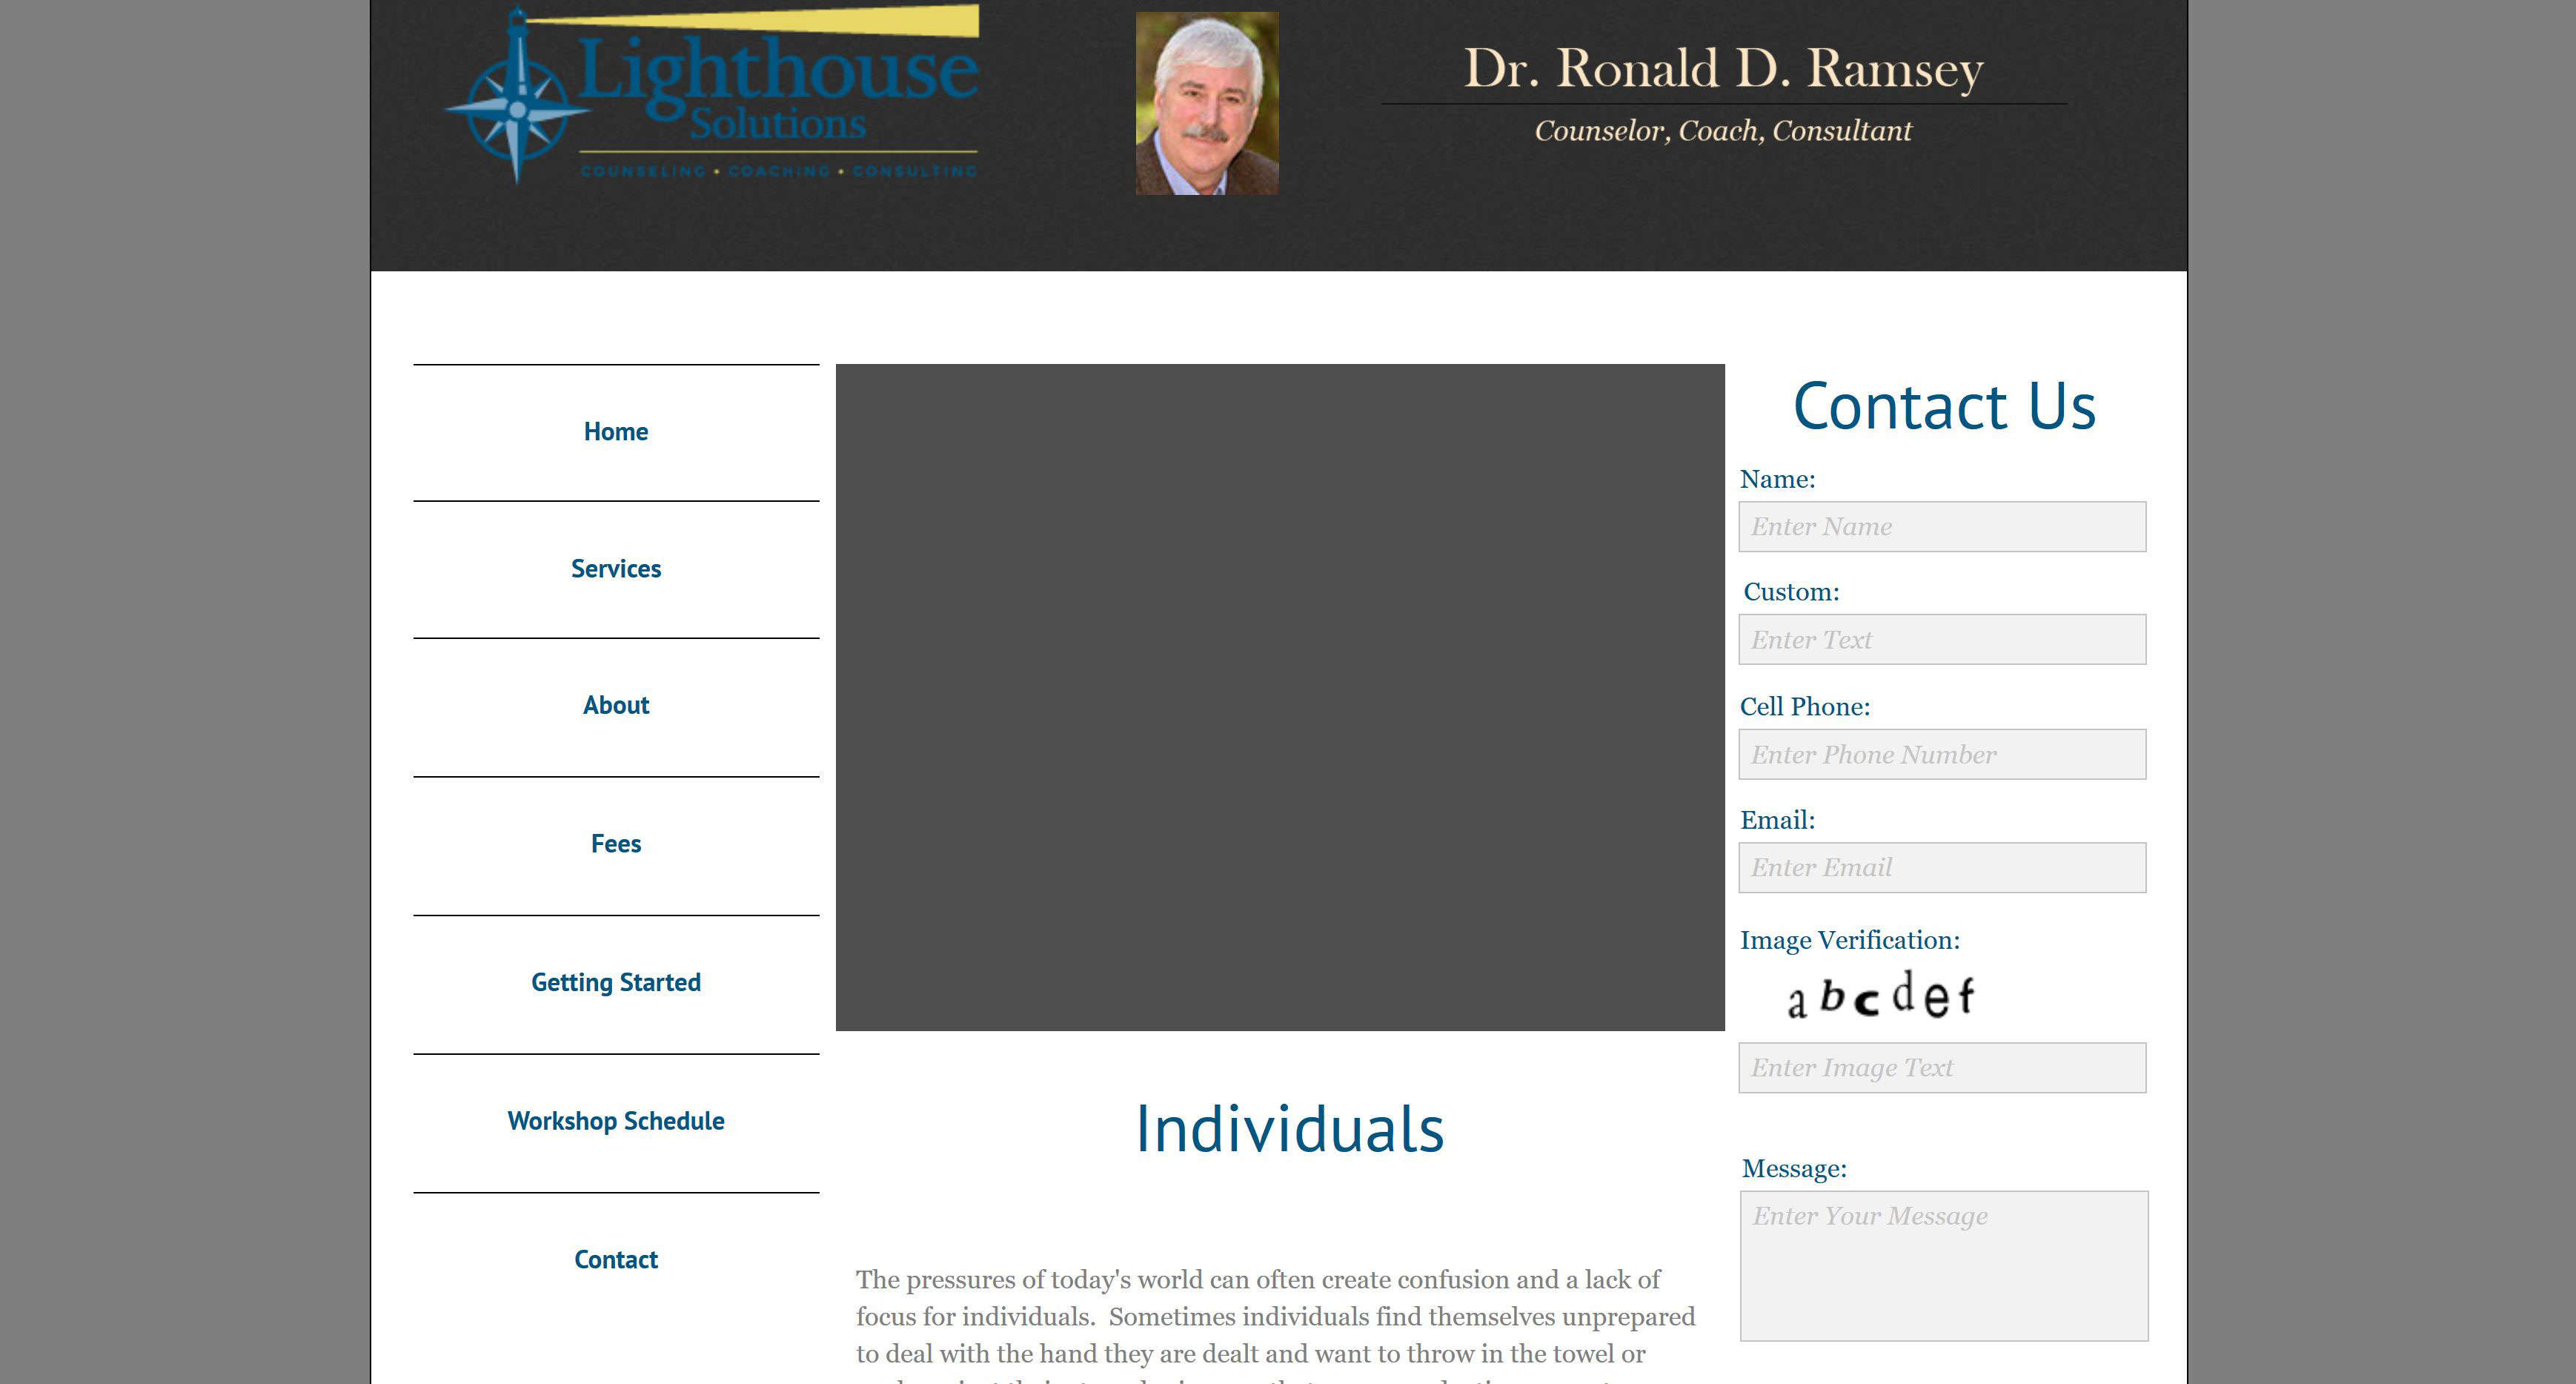 Lighthouse
Solutions
COUNSELING • COACHING • CONSULTING
Dr. Ronald D. Ramsey
Counselor, Coach, Consultant
Home
Services
About
Fees
Getting Started
Workshop Schedule
Contact
Individuals
The pressures of today's world can often create confusion and a lack of
focus for individuals.  Sometimes individuals find themselves unprepared
to deal with the hand they are dealt and want to throw in the towel or
Contact Us
Name:
Enter Name
Custom:
Enter Text
Cell Phone:
Enter Phone Number
Email:
Enter Email
Image Verification:
a b c d e f
Enter Image Text
Message:
Enter Your Message